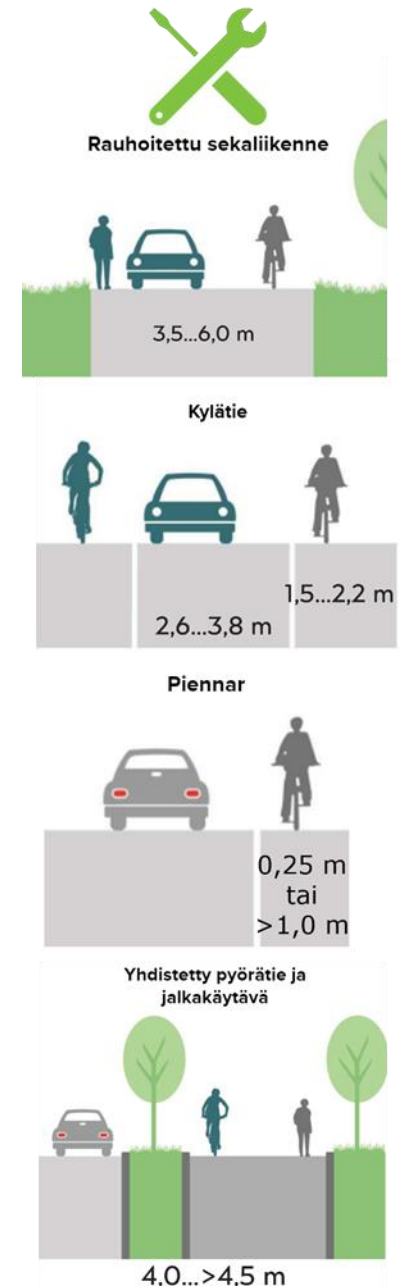 Rauhoitettu sekaliikenne
3,5...6,0 m
Kylätie
1,5...2,2 m
2,6...3,8 m
Piennar
0,25 m
tai
>1,0 m
Yhdistetty pyörätie ja
jalkakäytävä
4,0...>4,5 m